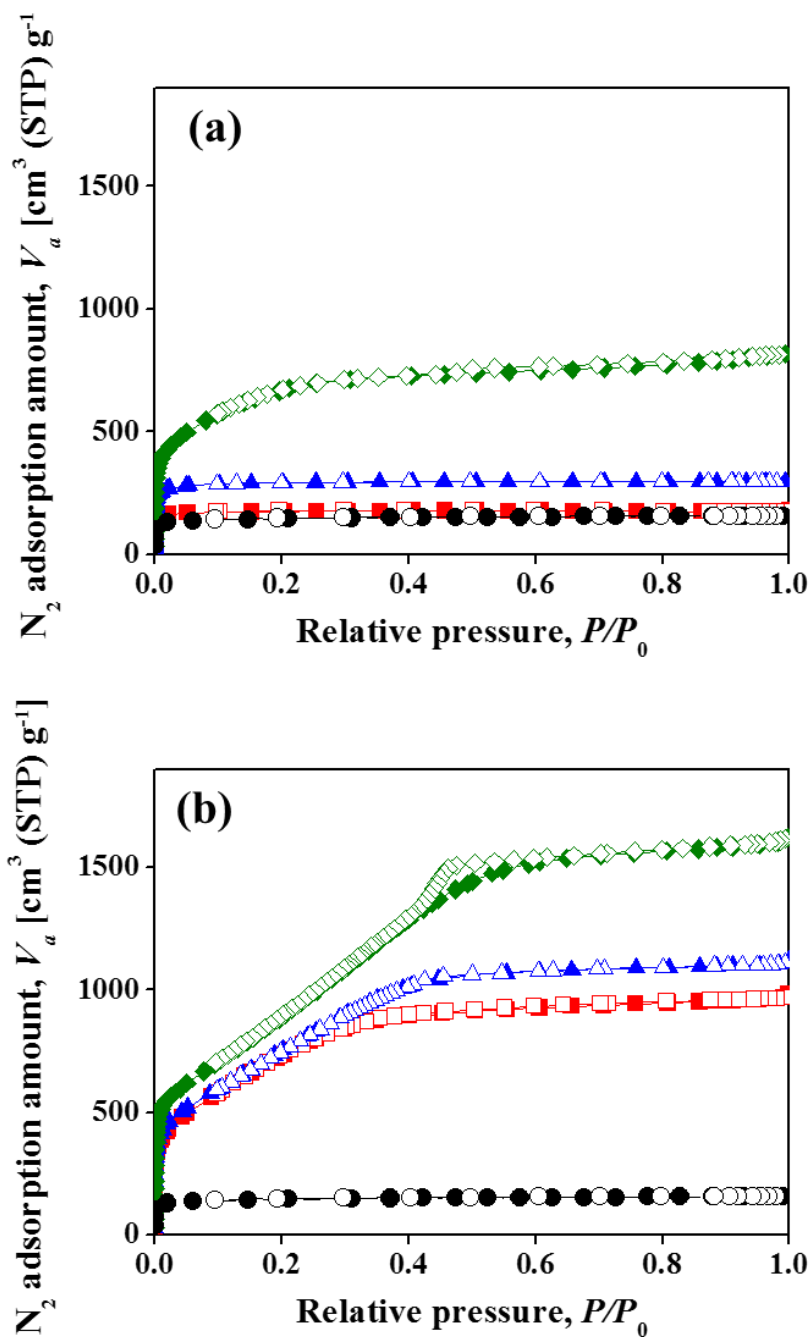 N₂ adsorption amount, Vₐ [cm³ (STP) g⁻¹
(a)
1500
1000
500
0
0.0 0.2 0.4 0.6 0.8 1.0
Relative pressure, P/P₀
N₂ adsorption amount, Vₐ [cm³ (STP) g⁻¹]
(b)
1500
1000
500
0
0.0 0.2 0.4 0.6 0.8 1.0
Relative pressure, P/P₀